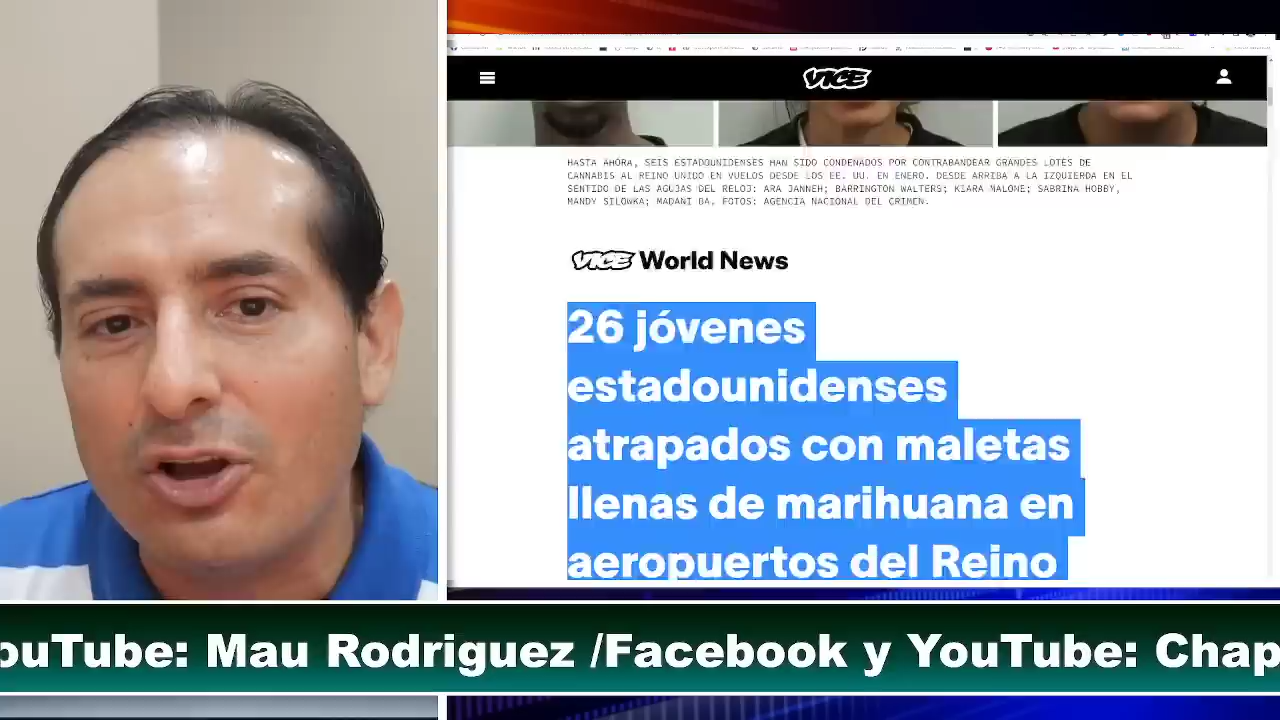 VICE
HASTA AHORA, SEIS ESTADOUNIDENSES HAN SIDO CONDENADOS POR CONTRABANDEAR GRANDES LOTES DE
CANNABIS AL REINO UNIDO EN VUELOS DESDE LOS EE. UU. EN ENERO. DESDE ARRIBA A LA IZQUIERDA EN EL
SENTIDO DE LAS AGUJAS DEL RELOJ: ARA JANNEH; BARRINGTON WALTERS; KIARA MALONE; SABRINA HOBBY,
MANDY SILOWKA; MADANI BA. FOTOS: AGENCIA NACIONAL DEL CRIMEN.
VICE World News
26 jóvenes
estadounidenses
atrapados con maletas
llenas de marihuana en
aeropuertos del Reino
ouTube: Mau Rodriguez /Facebook y YouTube: Chap